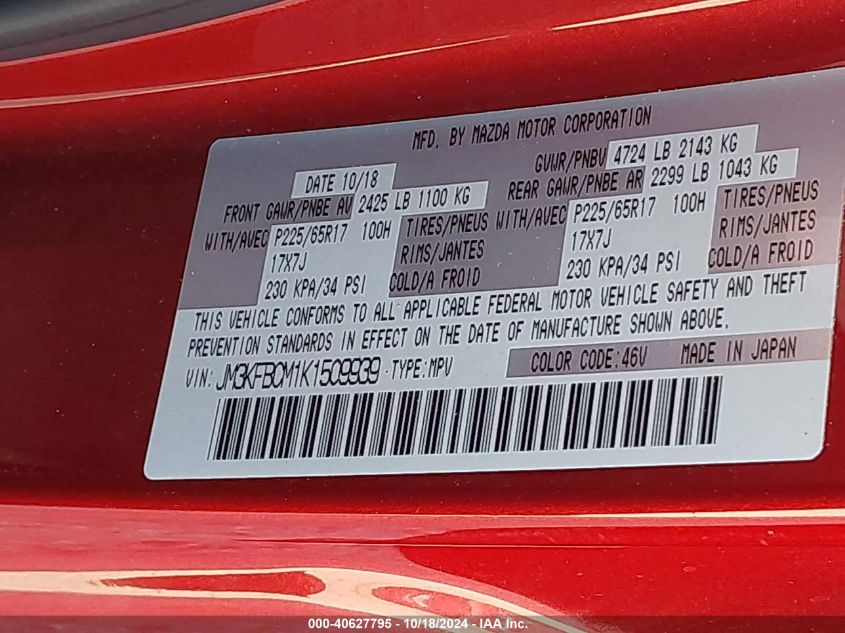 MFD. BY MAZDA MOTOR CORPORATION
DATE 10/18
GVWR/PNBV 4724 LB 2143 KG
FRONT GAWR/PNBE AV 2425 LB 1100 KG
REAR GAWR/PNBE AR 2299 LB 1043 KG
WITH/AVEC P225/65R17 100H TIRES/PNEUS WITH/AVEC P225/65R17 100H TIRES/PNEUS
17X7J RIMS/JANTES 17X7J RIMS/JANTES
230 KPA/34 PSI COLD/A FROID 230 KPA/34 PSI COLD/A FROID
THIS VEHICLE CONFORMS TO ALL APPLICABLE FEDERAL MOTOR VEHICLE SAFETY AND THEFT
PREVENTION STANDARDS IN EFFECT ON THE DATE OF MANUFACTURE SHOWN ABOVE.
VIN: JM3KFBCM1K1509939 · TYPE:MPV
COLOR CODE:46V MADE IN JAPAN
000-40627795 - 10/18/2024 - IAA Inc.